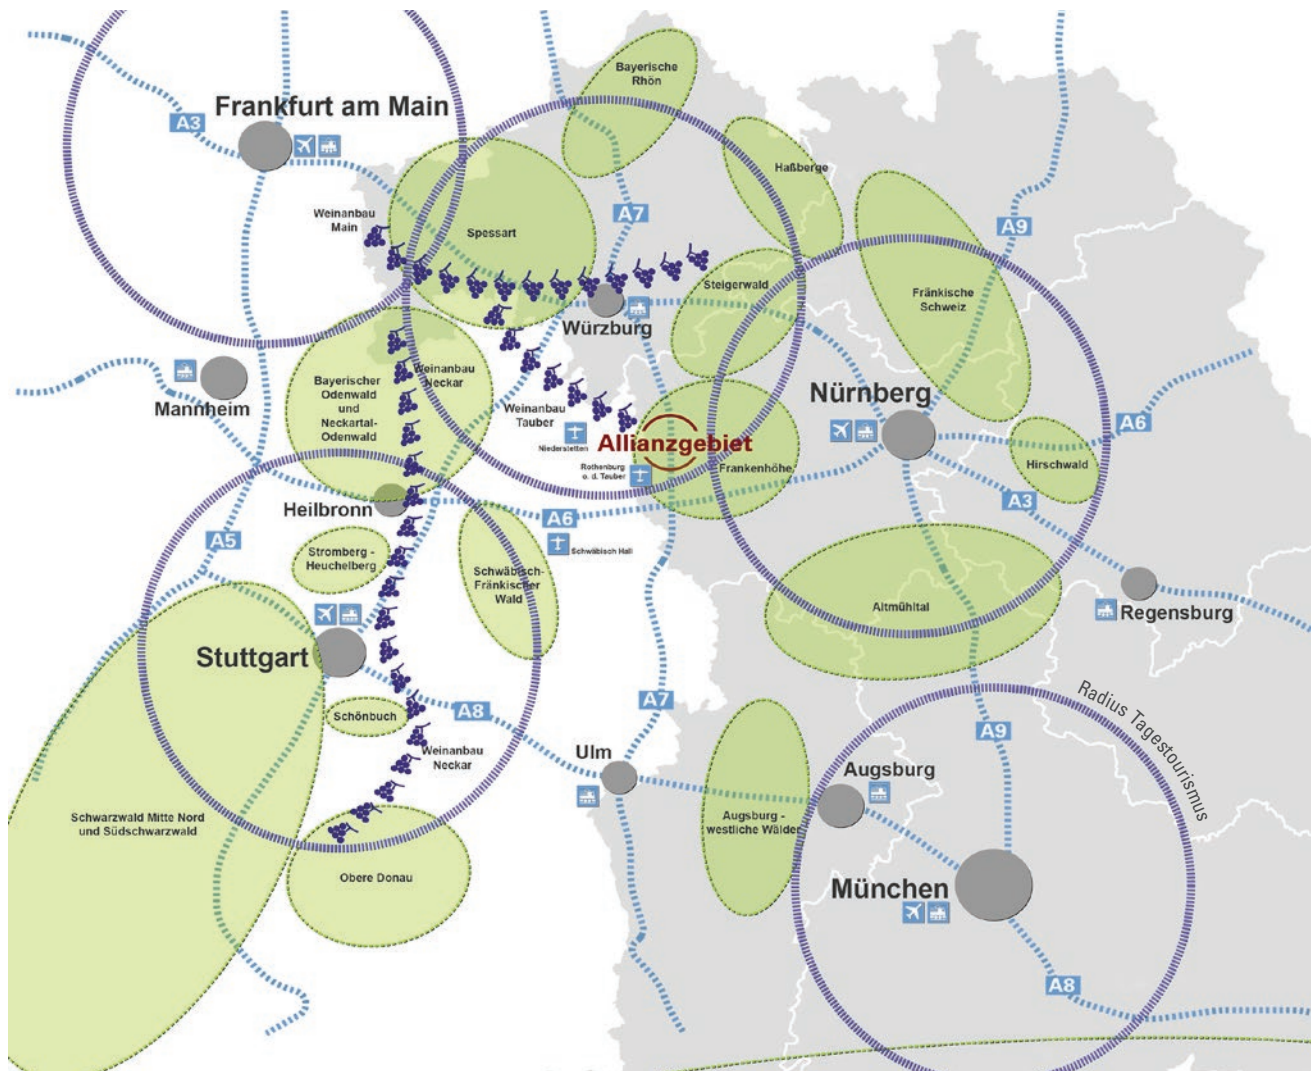 Bayerische
Rhön
Frankfurt am Main
A3
Haßberge
Weinanbau
Main
Spessart
A7
A9
Steigerwald
Fränkische
Schweiz
Würzburg
Mannheim
Bayerischer
Odenwald
und
Neckartal-
Odenwald
Weinanbau
Neckar
Weinanbau
Tauber
Niederstetten
Allianzgebiet
Rothenburg
o. d. Tauber
Frankenhöhe
Nürnberg
A6
Hirschwald
A3
Heilbronn
A6
Schwäbisch Hall
A5
Stromberg -
Heuchelberg
Schwäbisch-
Fränkischer
Wald
Altmühltal
Regensburg
Stuttgart
Schönbuch
A8
A7
Radius Tagestourismus
A9
Weinanbau
Neckar
Ulm
Augsburg
Schwarzwald Mitte Nord
und Südschwarzwald
Augsburg -
westliche Wälder
Obere Donau
München
A8